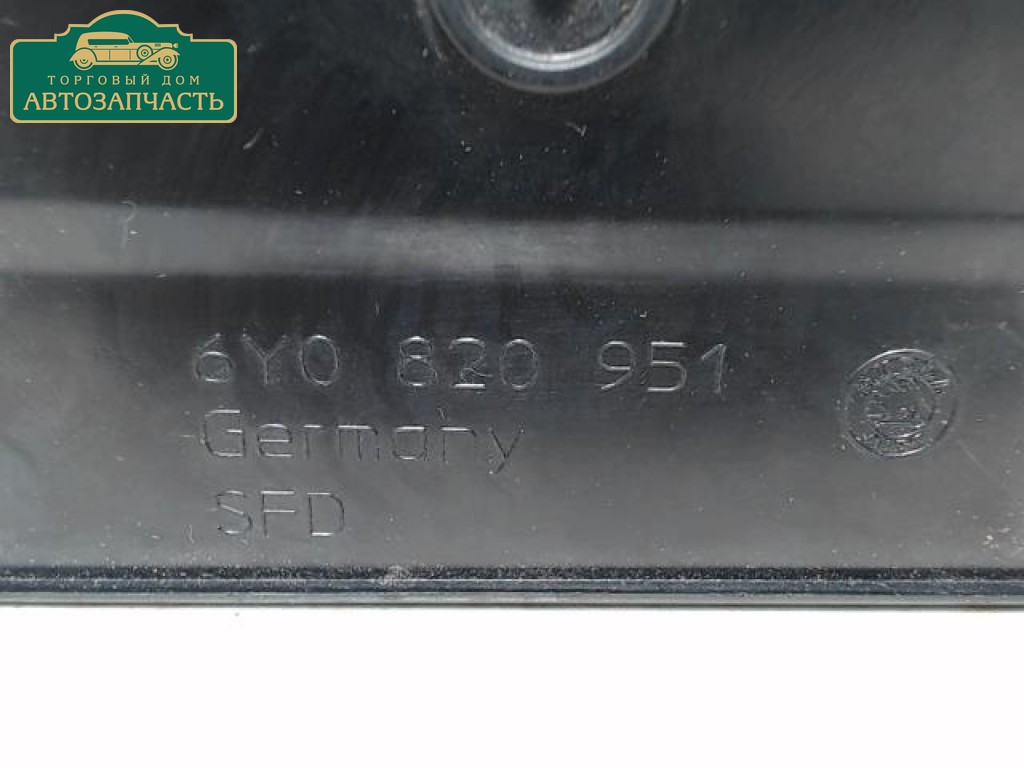 ТОРГОВЫЙ ДОМ
АВТОЗАПЧАСТЬ
6Y0 820 951
Germany
SFD